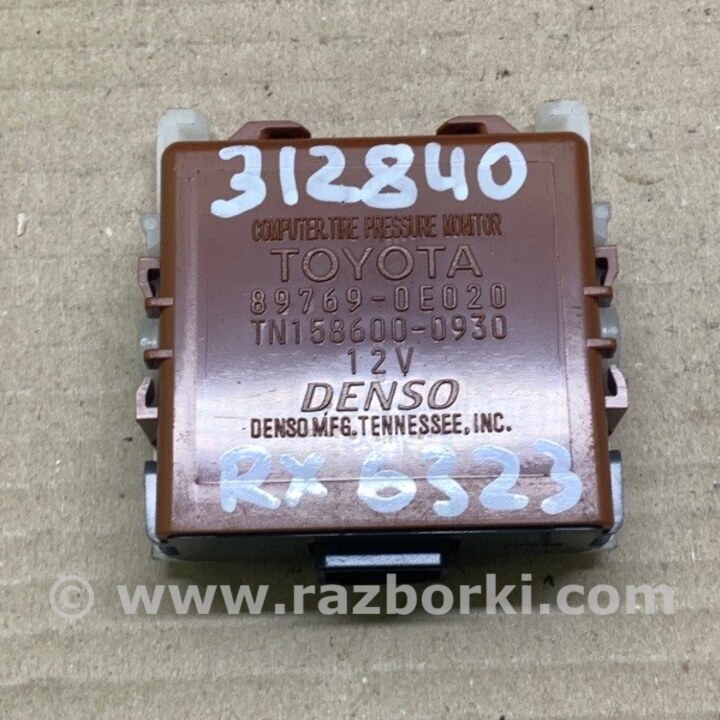 312840
COMPUTER.TIRE PRESSURE MONITOR
TOYOTA
89769-0E020
TN158600-0930
12V
DENSO
DENSO MFG. TENNESSEE, INC.
RX 6323
© www.razborki.com